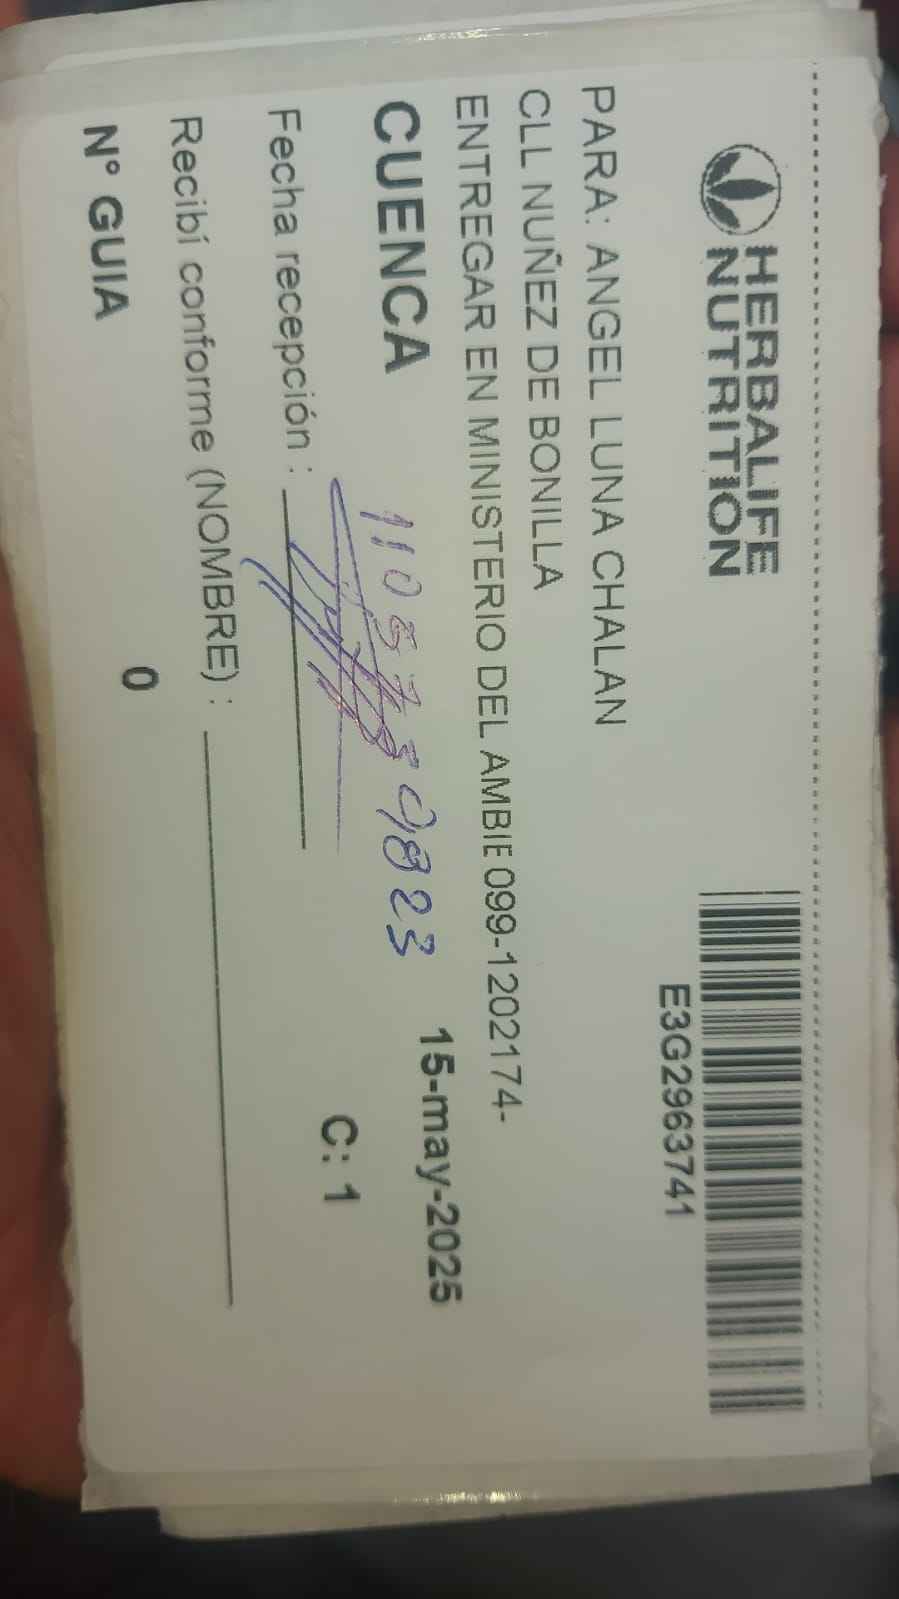 HERBALIFE
NUTRITION
E3G2963741
PARA: ANGEL LUNA CHALAN
CLL NUÑEZ DE BONILLA
ENTREGAR EN MINISTERIO DEL AMBIE 099-1202174-
CUENCA
15-may-2025
C: 1
Fecha recepción :
Recibí conforme (NOMBRE) :
N° GUIA
0